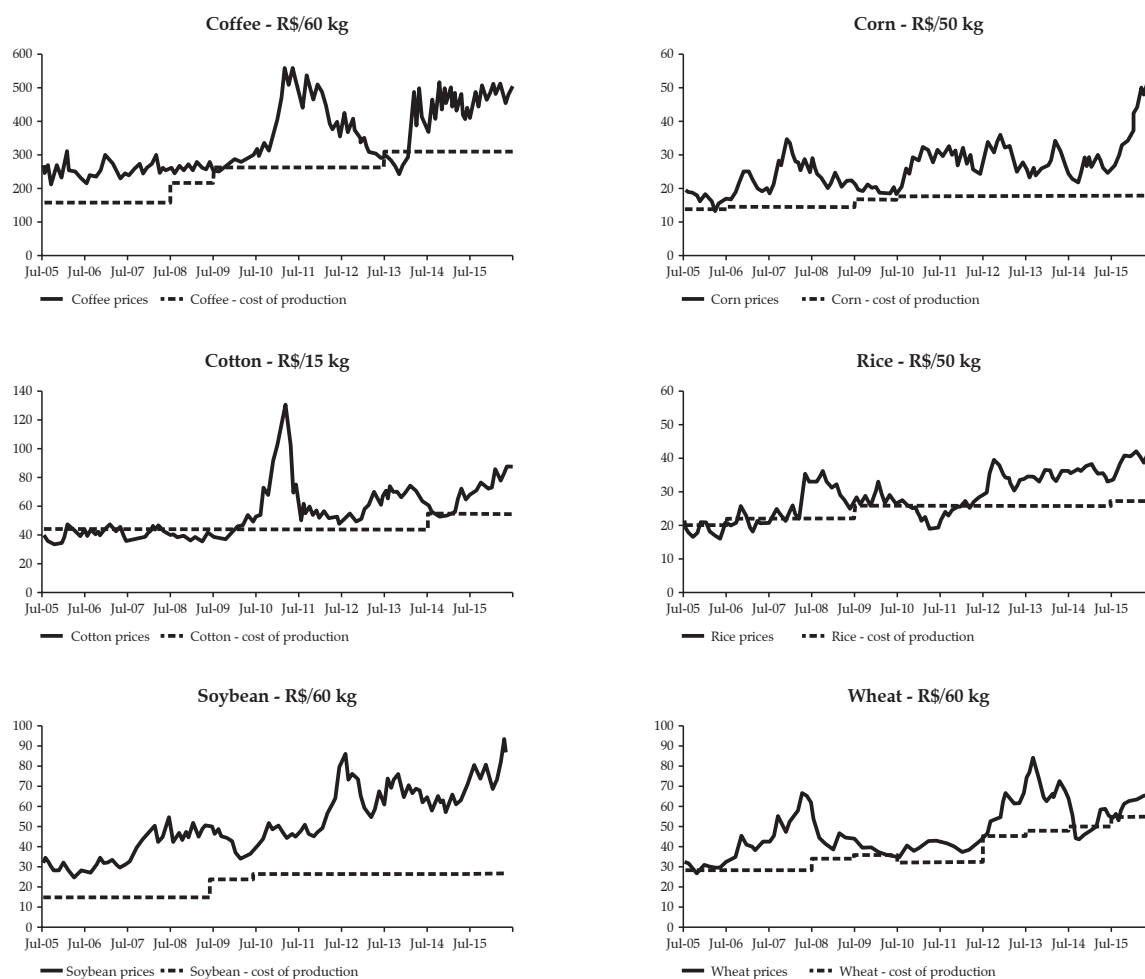 Coffee - R$/60 kg
600
500
400
300
200
100
0
Jul-05 Jul-06 Jul-07 Jul-08 Jul-09 Jul-10 Jul-11 Jul-12 Jul-13 Jul-14 Jul-15
Coffee prices Coffee - cost of production
Corn - R$/50 kg
60
50
40
30
20
10
0
Jul-05 Jul-06 Jul-07 Jul-08 Jul-09 Jul-10 Jul-11 Jul-12 Jul-13 Jul-14 Jul-15
Corn prices Corn - cost of production
Cotton - R$/15 kg
140
120
100
80
60
40
20
0
Jul-05 Jul-06 Jul-07 Jul-08 Jul-09 Jul-10 Jul-11 Jul-12 Jul-13 Jul-14 Jul-15
Cotton prices Cotton - cost of production
Rice - R$/50 kg
60
50
40
30
20
10
0
Jul-05 Jul-06 Jul-07 Jul-08 Jul-09 Jul-10 Jul-11 Jul-12 Jul-13 Jul-14 Jul-15
Rice prices Rice - cost of production
Soybean - R$/60 kg
100
90
80
70
60
50
40
30
20
10
0
Jul-05 Jul-06 Jul-07 Jul-08 Jul-09 Jul-10 Jul-11 Jul-12 Jul-13 Jul-14 Jul-15
Soybean prices Soybean - cost of production
Wheat - R$/60 kg
100
90
80
70
60
50
40
30
20
10
0
Jul-05 Jul-06 Jul-07 Jul-08 Jul-09 Jul-10 Jul-11 Jul-12 Jul-13 Jul-14 Jul-15
Wheat prices Wheat - cost of production